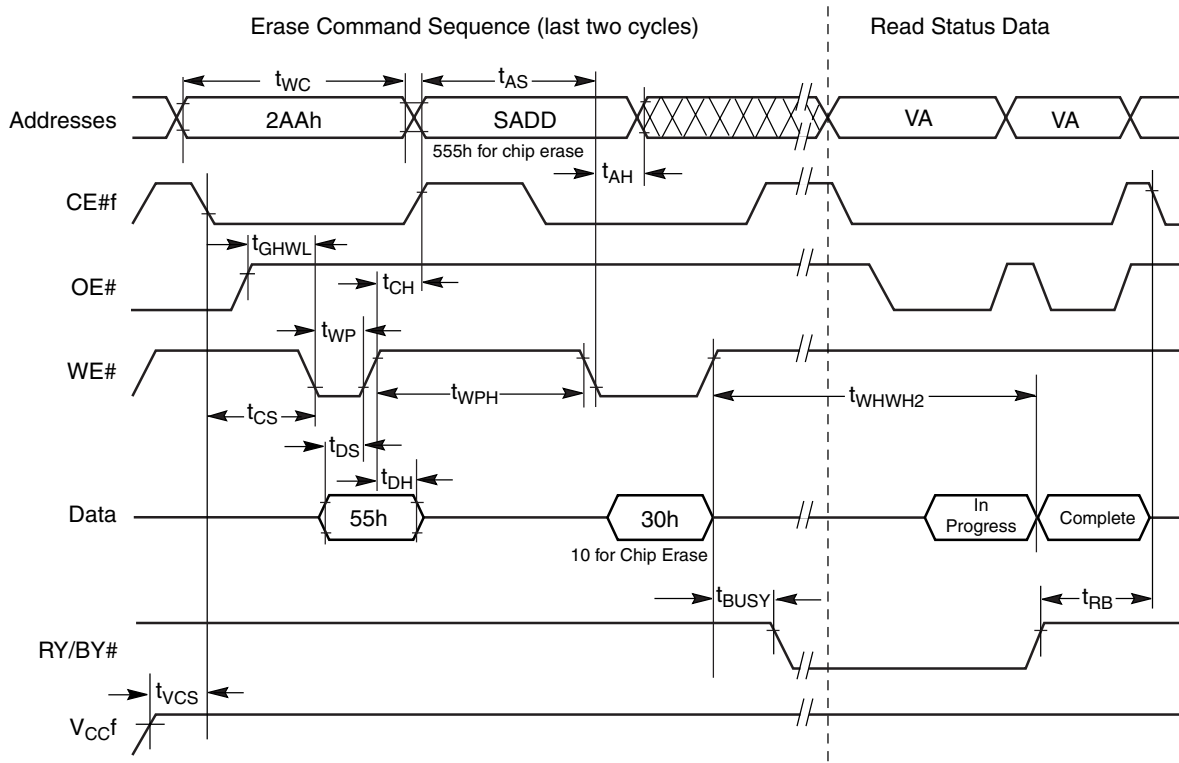 Erase Command Sequence (last two cycles) Read Status Data
tWC tAS
Addresses 2AAh SADD VA VA
555h for chip erase
tAH
CE#f
tGHWL
OE# tCH
tWP
WE#
tWPH tWHWH2
tCS
tDS
tDH
Data 55h 30h In Progress Complete
10 for Chip Erase
tBUSY tRB
RY/BY#
tVCS
VCCf